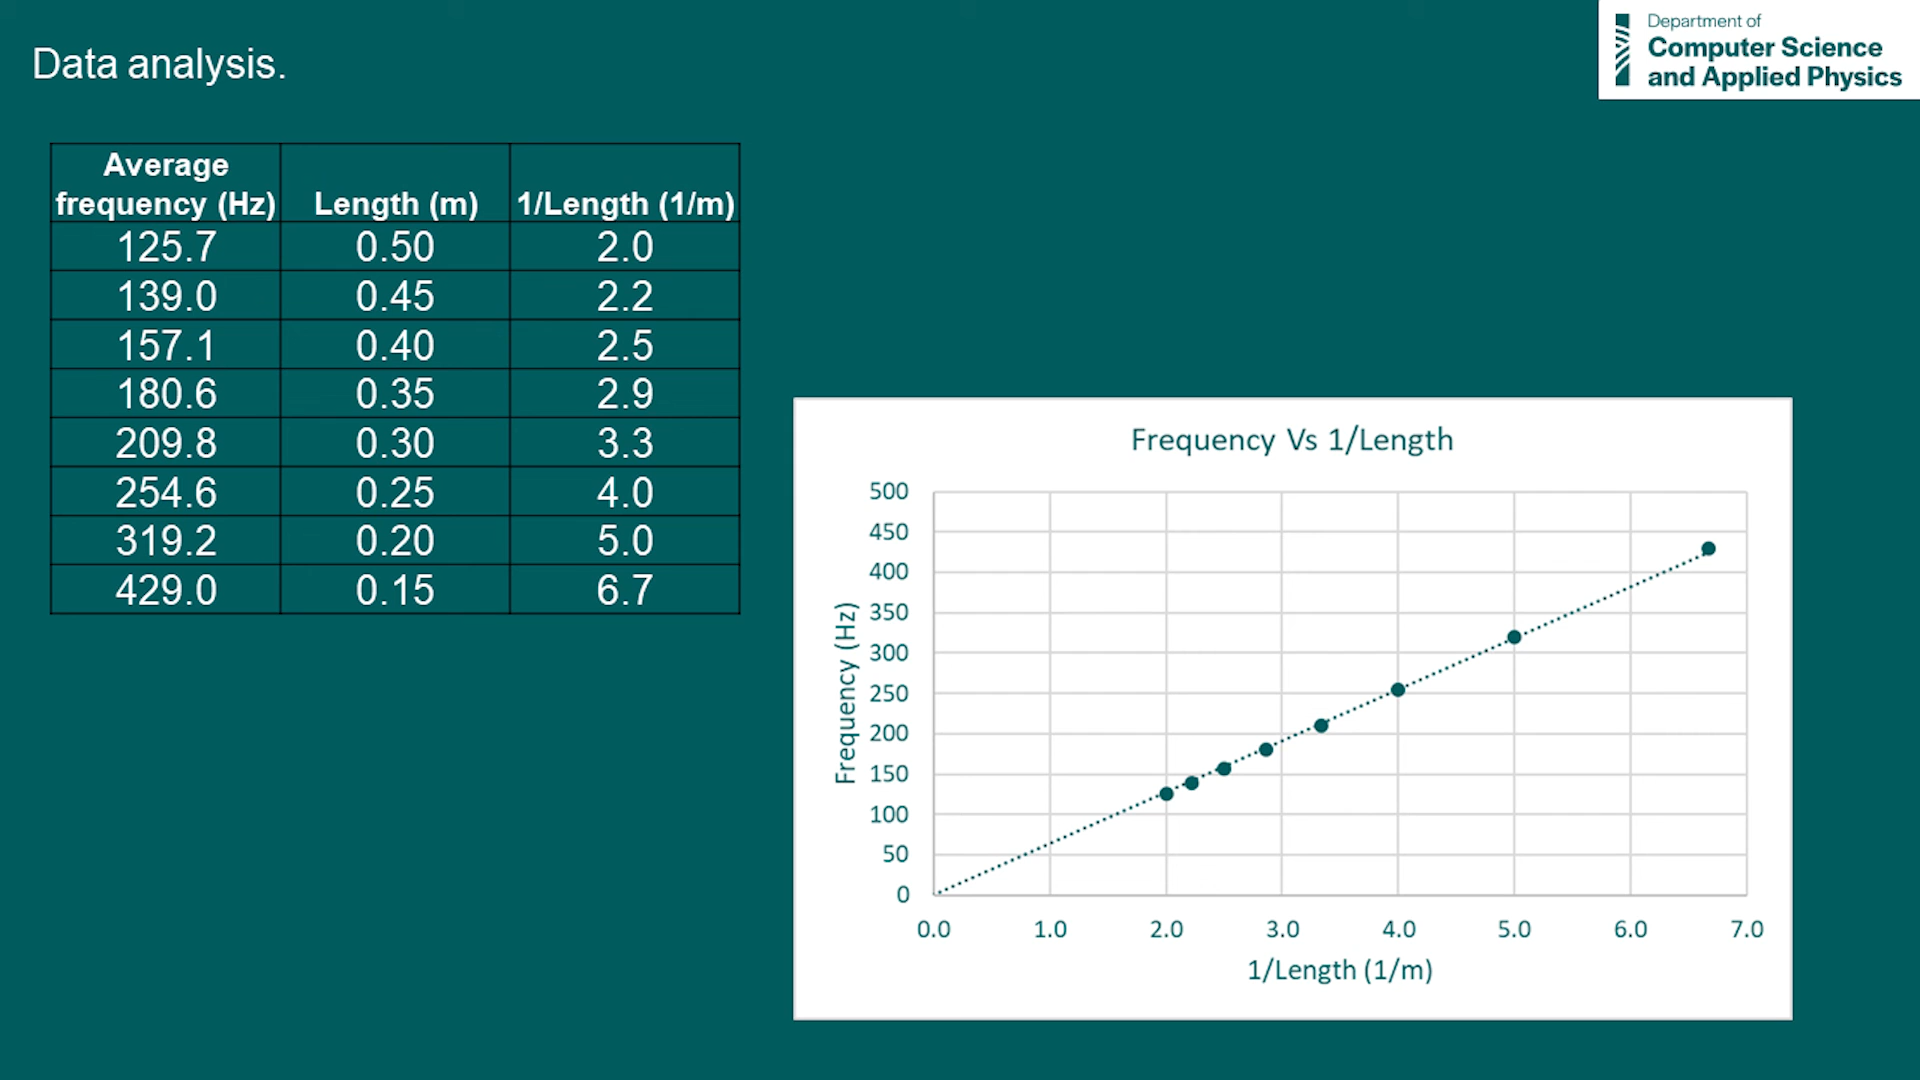 Data analysis.
Department of
Computer Science
and Applied Physics
Average
frequency (Hz) Length (m) 1/Length (1/m)
125.7 0.50 2.0
139.0 0.45 2.2
157.1 0.40 2.5
180.6 0.35 2.9
209.8 0.30 3.3
254.6 0.25 4.0
319.2 0.20 5.0
429.0 0.15 6.7
Frequency Vs 1/Length
500
450
400
350
300
250
200
150
100
50
0
Frequency (Hz)
0.0 1.0 2.0 3.0 4.0 5.0 6.0 7.0
1/Length (1/m)